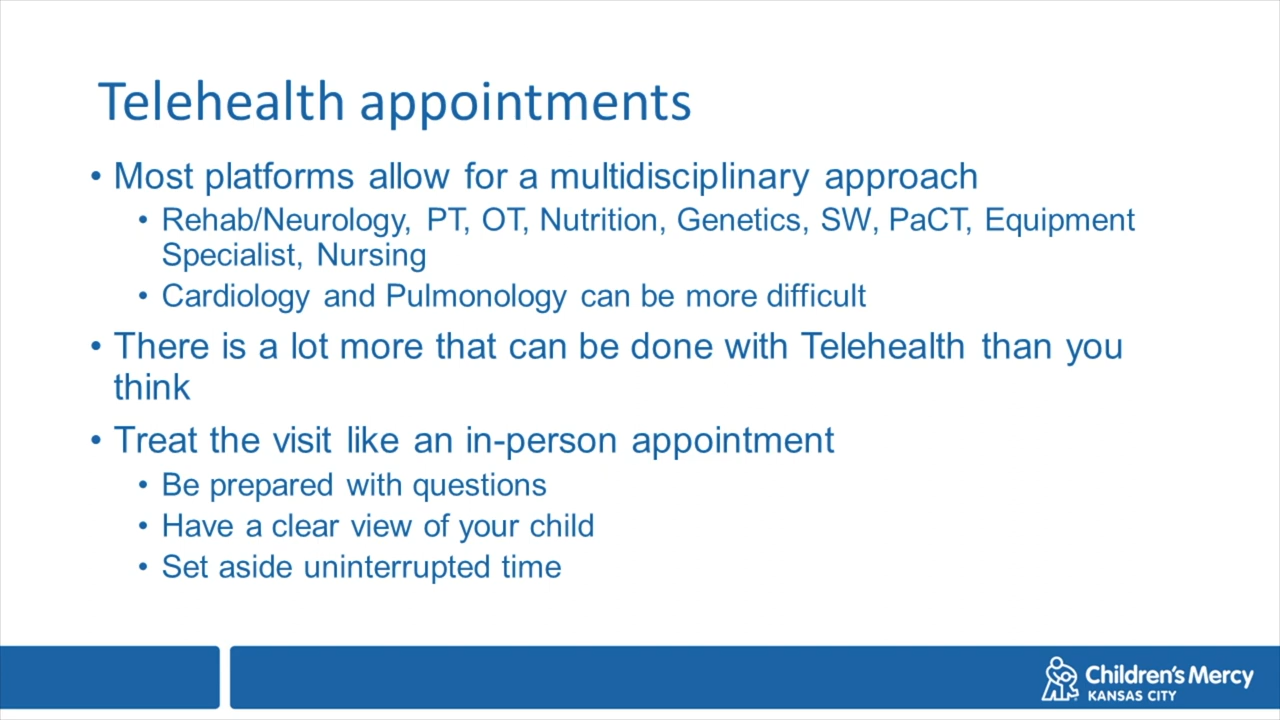 Telehealth appointments
• Most platforms allow for a multidisciplinary approach
• Rehab/Neurology, PT, OT, Nutrition, Genetics, SW, PaCT, Equipment
Specialist, Nursing
• Cardiology and Pulmonology can be more difficult
• There is a lot more that can be done with Telehealth than you
think
• Treat the visit like an in-person appointment
• Be prepared with questions
• Have a clear view of your child
• Set aside uninterrupted time
Children's Mercy
KANSAS CITY